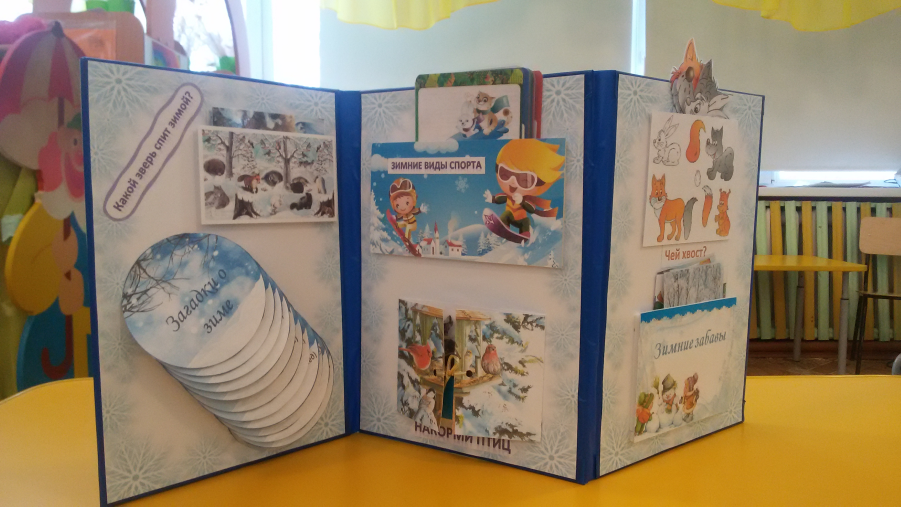 Какой зверь спит зимой?
Загадки о
зиме
ЗИМНИЕ ВИДЫ СПОРТА
НАКОРМИ ПТИЦ
Чей хвост?
Зимние забавы